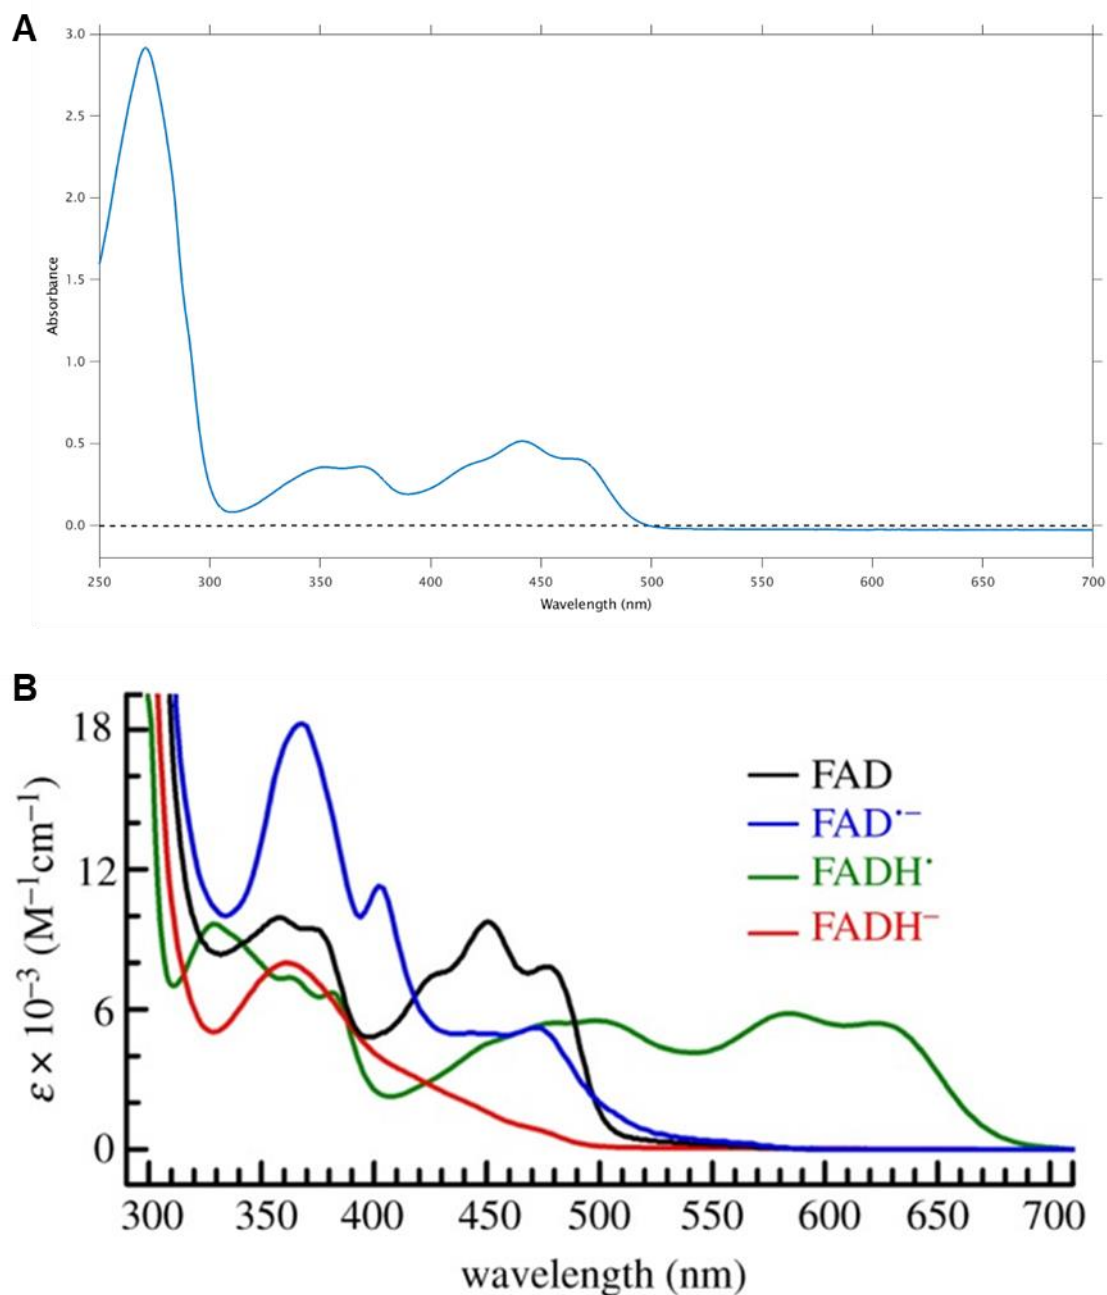 A
3.0
2.5
2.0
1.5
1.0
0.5
0.0
Absorbance
250 300 350 400 450 500 550 600 650 700
Wavelength (nm)
B
18
12
6
0
ε × 10⁻³ (M⁻¹cm⁻¹)
FAD
FAD•−
FADH•
FADH−
300 350 400 450 500 550 600 650 700
wavelength (nm)